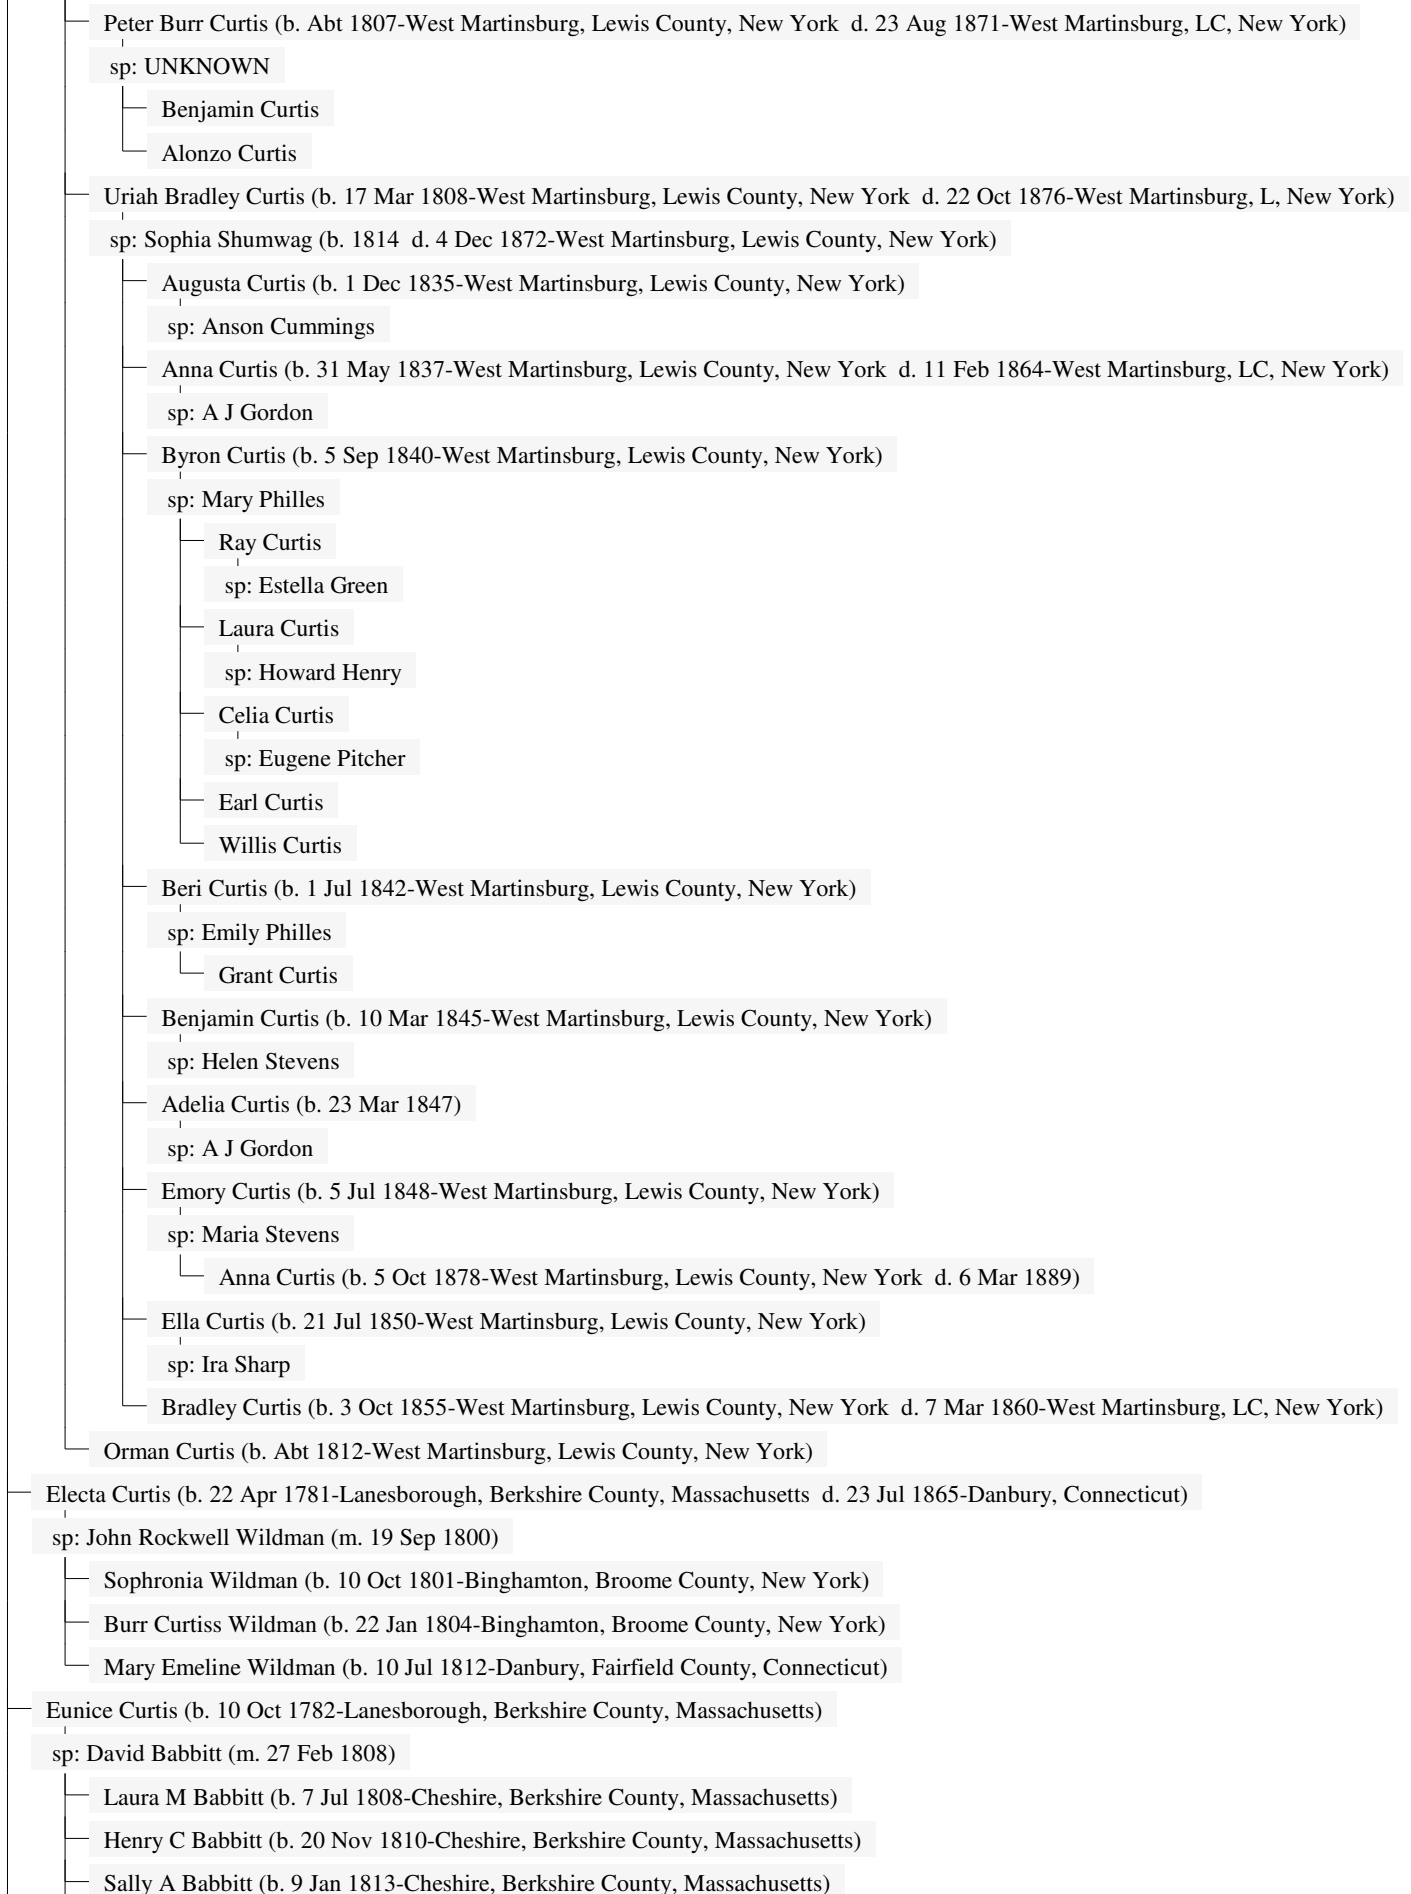 Peter Burr Curtis (b. Abt 1807-West Martinsburg, Lewis County, New York d. 23 Aug 1871-West Martinsburg, LC, New York)
sp: UNKNOWN
Benjamin Curtis
Alonzo Curtis
Uriah Bradley Curtis (b. 17 Mar 1808-West Martinsburg, Lewis County, New York d. 22 Oct 1876-West Martinsburg, L, New York)
sp: Sophia Shumwag (b. 1814 d. 4 Dec 1872-West Martinsburg, Lewis County, New York)
Augusta Curtis (b. 1 Dec 1835-West Martinsburg, Lewis County, New York)
sp: Anson Cummings
Anna Curtis (b. 31 May 1837-West Martinsburg, Lewis County, New York d. 11 Feb 1864-West Martinsburg, LC, New York)
sp: A J Gordon
Byron Curtis (b. 5 Sep 1840-West Martinsburg, Lewis County, New York)
sp: Mary Philles
Ray Curtis
sp: Estella Green
Laura Curtis
sp: Howard Henry
Celia Curtis
sp: Eugene Pitcher
Earl Curtis
Willis Curtis
Beri Curtis (b. 1 Jul 1842-West Martinsburg, Lewis County, New York)
sp: Emily Philles
Grant Curtis
Benjamin Curtis (b. 10 Mar 1845-West Martinsburg, Lewis County, New York)
sp: Helen Stevens
Adelia Curtis (b. 23 Mar 1847)
sp: A J Gordon
Emory Curtis (b. 5 Jul 1848-West Martinsburg, Lewis County, New York)
sp: Maria Stevens
Anna Curtis (b. 5 Oct 1878-West Martinsburg, Lewis County, New York d. 6 Mar 1889)
Ella Curtis (b. 21 Jul 1850-West Martinsburg, Lewis County, New York)
sp: Ira Sharp
Bradley Curtis (b. 3 Oct 1855-West Martinsburg, Lewis County, New York d. 7 Mar 1860-West Martinsburg, LC, New York)
Orman Curtis (b. Abt 1812-West Martinsburg, Lewis County, New York)
Electa Curtis (b. 22 Apr 1781-Lanesborough, Berkshire County, Massachusetts d. 23 Jul 1865-Danbury, Connecticut)
sp: John Rockwell Wildman (m. 19 Sep 1800)
Sophronia Wildman (b. 10 Oct 1801-Binghamton, Broome County, New York)
Burr Curtiss Wildman (b. 22 Jan 1804-Binghamton, Broome County, New York)
Mary Emeline Wildman (b. 10 Jul 1812-Danbury, Fairfield County, Connecticut)
Eunice Curtis (b. 10 Oct 1782-Lanesborough, Berkshire County, Massachusetts)
sp: David Babbitt (m. 27 Feb 1808)
Laura M Babbitt (b. 7 Jul 1808-Cheshire, Berkshire County, Massachusetts)
Henry C Babbitt (b. 20 Nov 1810-Cheshire, Berkshire County, Massachusetts)
Sally A Babbitt (b. 9 Jan 1813-Cheshire, Berkshire County, Massachusetts)